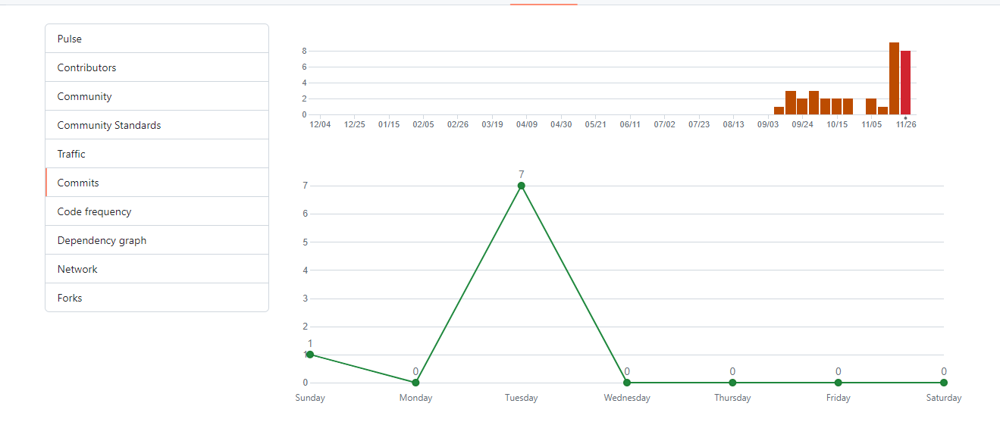 Pulse
Contributors
Community
Community Standards
Traffic
Commits
Code frequency
Dependency graph
Network
Forks
8
6
4
2
0
12/04 12/25 01/15 02/05 02/26 03/19 04/09 04/30 05/21 06/11 07/02 07/23 08/13 09/03 09/24 10/15 11/05 11/26
7
7
6
5
4
3
2
1
1
0 0 0 0 0 0
Sunday Monday Tuesday Wednesday Thursday Friday Saturday